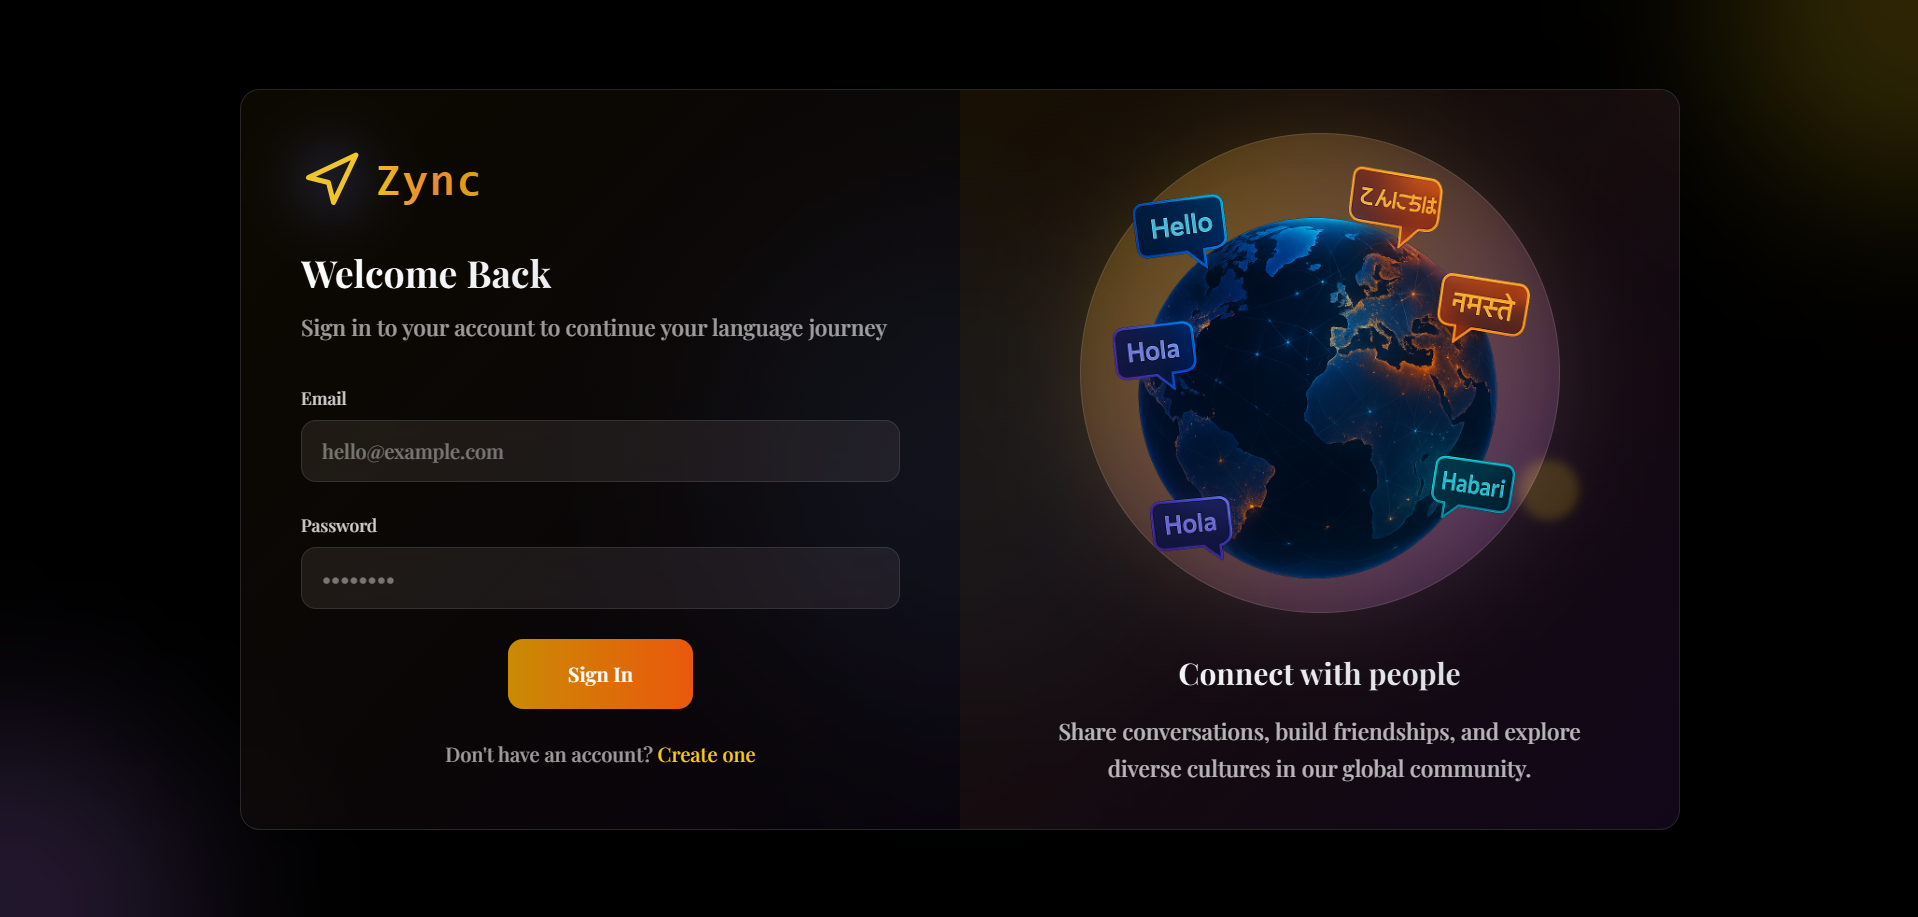 Zync
Welcome Back
Sign in to your account to continue your language journey
Email
hello@example.com
Password
••••••••
Sign In
Don't have an account? Create one
Hello
こんにちは
नमस्ते
Hola
Habari
Hola
Connect with people
Share conversations, build friendships, and explore
diverse cultures in our global community.